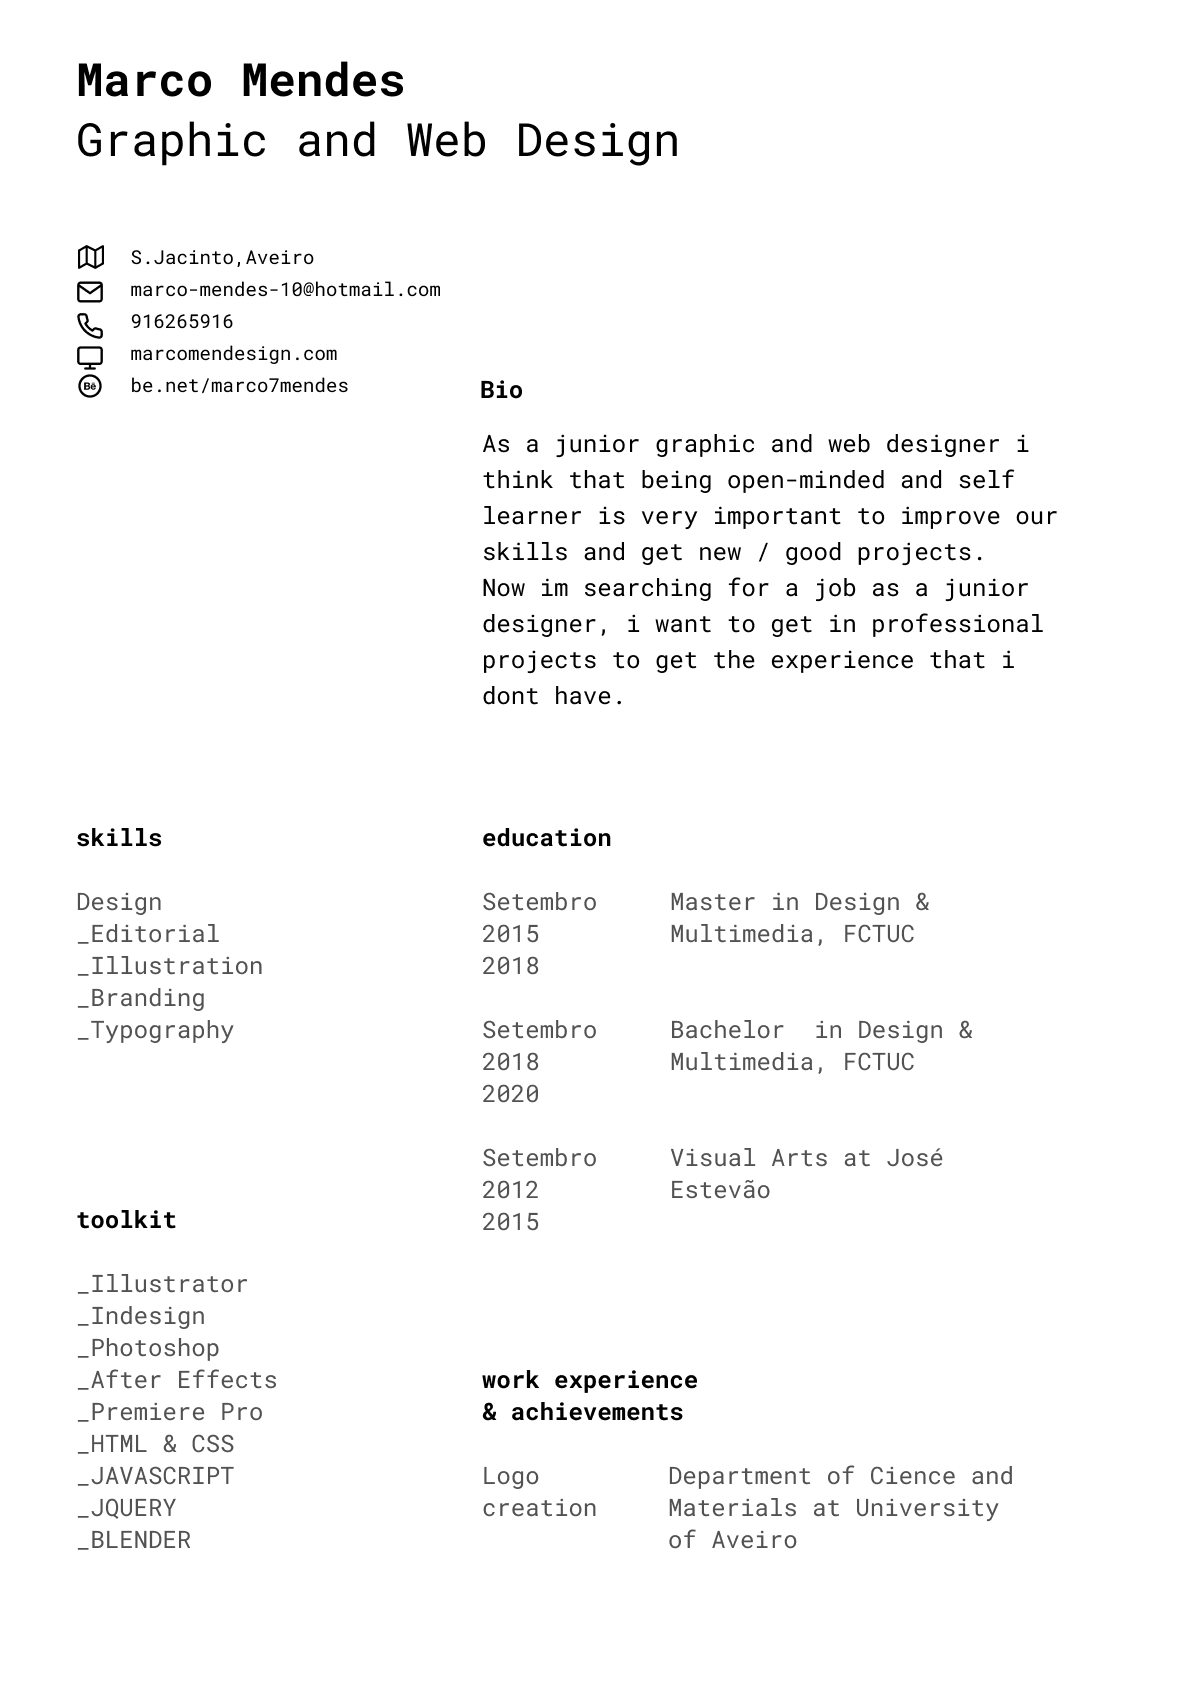 Marco Mendes
Graphic and Web Design
S.Jacinto,Aveiro
marco-mendes-10@hotmail.com
916265916
marcomendesign.com
Bē
be.net/marco7mendes
Bio
As a junior graphic and web designer i
think that being open-minded and self
learner is very important to improve our
skills and get new / good projects.
Now im searching for a job as a junior
designer, i want to get in professional
projects to get the experience that i
dont have.
skills
Design
_Editorial
_Illustration
_Branding
_Typography
toolkit
_Illustrator
_Indesign
_Photoshop
_After Effects
_Premiere Pro
_HTML & CSS
_JAVASCRIPT
_JQUERY
_BLENDER
education
Setembro
2015
2018
Master in Design &
Multimedia, FCTUC
Setembro
2018
2020
Bachelor  in Design &
Multimedia, FCTUC
Setembro
2012
2015
Visual Arts at José
Estevão
work experience
& achievements
Logo
creation
Department of Cience and
Materials at University
of Aveiro